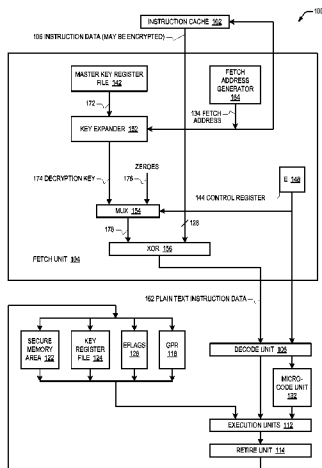 100
INSTRUCTION CACHE 102
106 INSTRUCTION DATA (MAY BE ENCRYPTED)
MASTER KEY REGISTER
FILE 142
FETCH
ADDRESS
GENERATOR
164
172
134 FETCH
ADDRESS
KEY EXPANDER 152
174 DECRYPTION KEY
ZEROES
176
E 148
144 CONTROL REGISTER
MUX 154
178
128
XOR 156
FETCH UNIT 104
162 PLAIN TEXT INSTRUCTION DATA
SECURE
MEMORY
AREA
122
KEY
REGISTER
FILE
124
EFLAGS
128
GPR
118
DECODE UNIT 108
MICRO-
CODE UNIT
132
EXECUTION UNITS 112
RETIRE UNIT 114